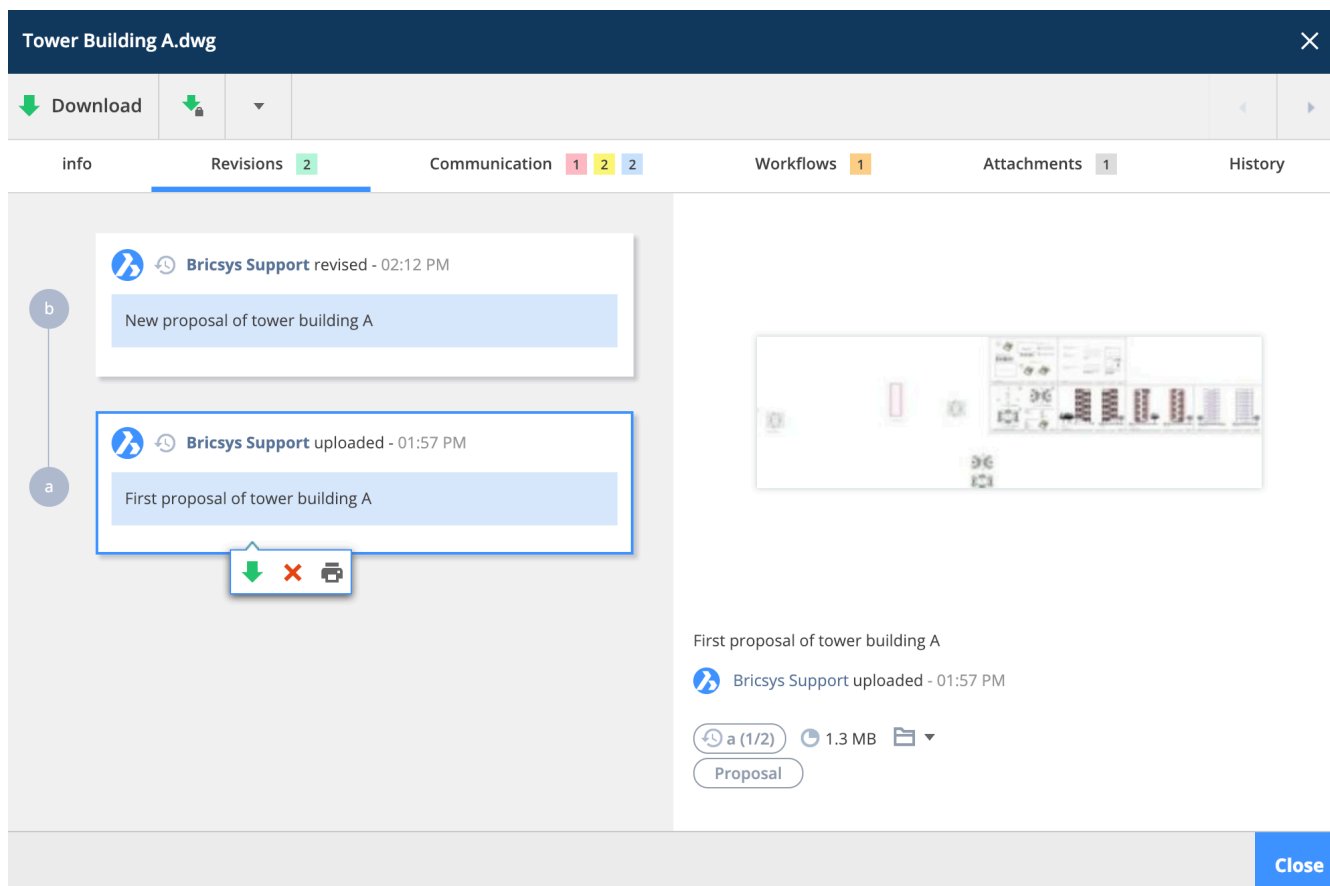 Tower Building A.dwg
Download
info Revisions 2 Communication 1 2 2 Workflows 1 Attachments 1 History
Bricsys Support revised - 02:12 PM
b
New proposal of tower building A
Bricsys Support uploaded - 01:57 PM
a
First proposal of tower building A
First proposal of tower building A
Bricsys Support uploaded - 01:57 PM
a (1/2) 1.3 MB
Proposal
Close